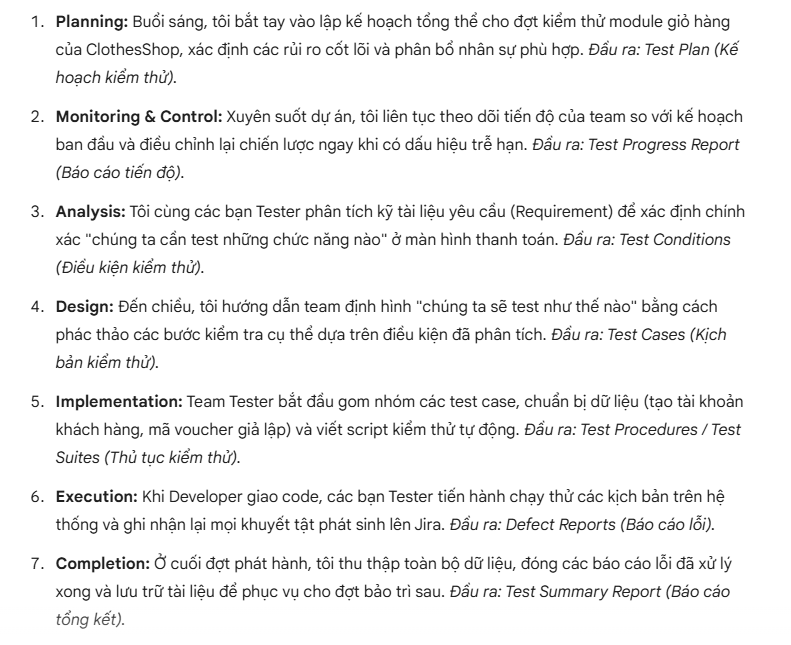 1. Planning: Buổi sáng, tôi bắt tay vào lập kế hoạch tổng thể cho đợt kiểm thử module giỏ hàng
của ClothesShop, xác định các rủi ro cốt lõi và phân bổ nhân sự phù hợp. Đầu ra: Test Plan (Kế
hoạch kiểm thử).
2. Monitoring & Control: Xuyên suốt dự án, tôi liên tục theo dõi tiến độ của team so với kế hoạch
ban đầu và điều chỉnh lại chiến lược ngay khi có dấu hiệu trễ hạn. Đầu ra: Test Progress Report
(Báo cáo tiến độ).
3. Analysis: Tôi cùng các bạn Tester phân tích kỹ tài liệu yêu cầu (Requirement) để xác định chính
xác "chúng ta cần test những chức năng nào" ở màn hình thanh toán. Đầu ra: Test Conditions
(Điều kiện kiểm thử).
4. Design: Đến chiều, tôi hướng dẫn team định hình "chúng ta sẽ test như thế nào" bằng cách
phác thảo các bước kiểm tra cụ thể dựa trên điều kiện đã phân tích. Đầu ra: Test Cases (Kịch
bản kiểm thử).
5. Implementation: Team Tester bắt đầu gom nhóm các test case, chuẩn bị dữ liệu (tạo tài khoản
khách hàng, mã voucher giả lập) và viết script kiểm thử tự động. Đầu ra: Test Procedures / Test
Suites (Thủ tục kiểm thử).
6. Execution: Khi Developer giao code, các bạn Tester tiến hành chạy thử các kịch bản trên hệ
thống và ghi nhận lại mọi khuyết tật phát sinh lên Jira. Đầu ra: Defect Reports (Báo cáo lỗi).
7. Completion: Ở cuối đợt phát hành, tôi thu thập toàn bộ dữ liệu, đóng các báo cáo lỗi đã xử lý
xong và lưu trữ tài liệu để phục vụ cho đợt bảo trì sau. Đầu ra: Test Summary Report (Báo cáo
tổng kết).